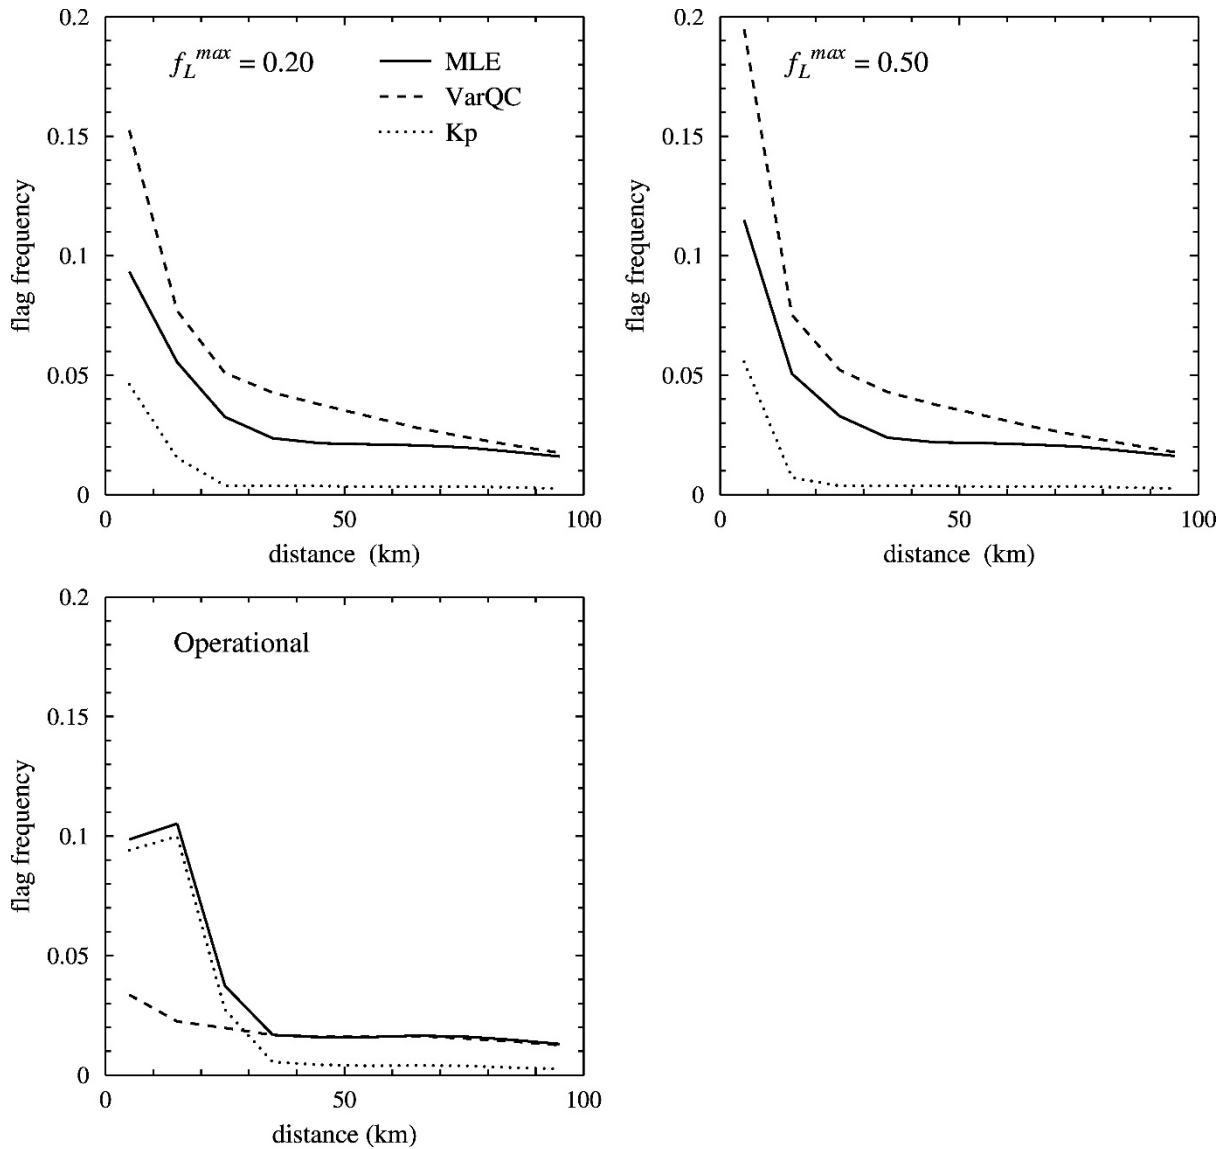 0.2
0.15
0.1
0.05
0
flag frequency
f_L^max = 0.20
MLE
VarQC
Kp
0 50 100
distance (km)
0.2
0.15
0.1
0.05
0
flag frequency
f_L^max = 0.50
0 50 100
distance (km)
0.2
0.15
0.1
0.05
0
flag frequency
Operational
0 50 100
distance (km)